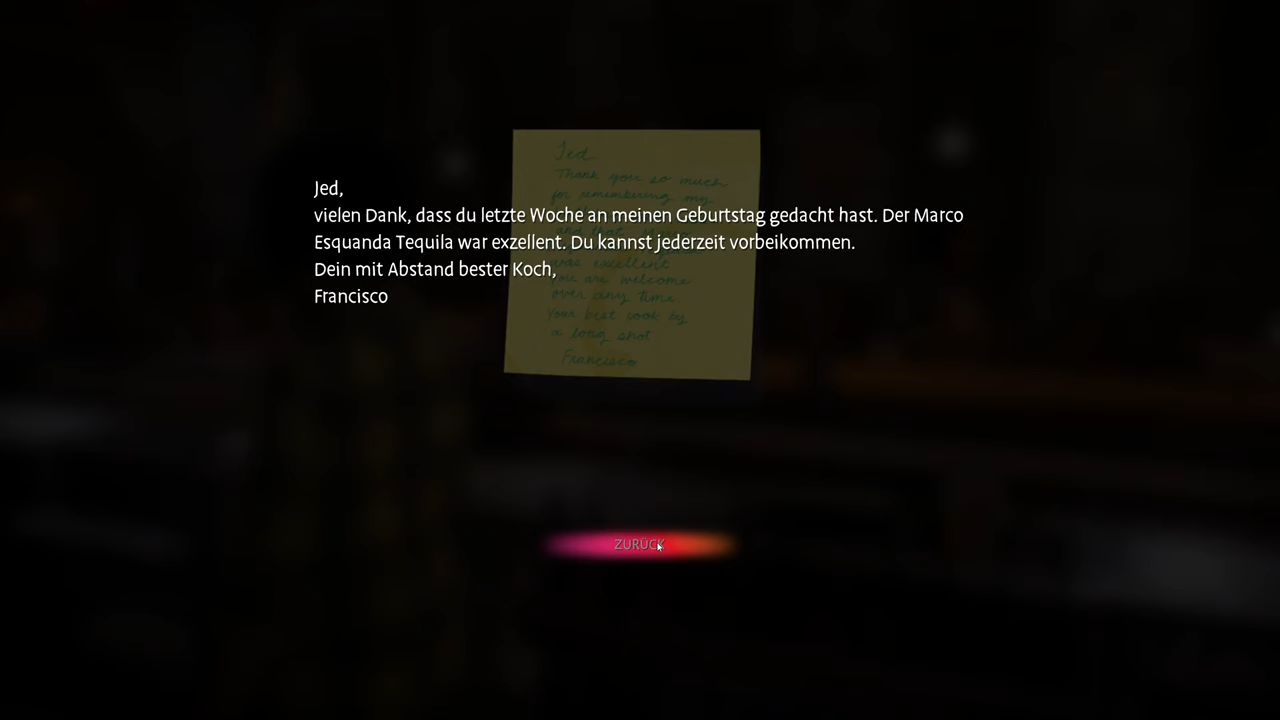 Jed,
vielen Dank, dass du letzte Woche an meinen Geburtstag gedacht hast. Der Marco
Esquanda Tequila war exzellent. Du kannst jederzeit vorbeikommen.
Dein mit Abstand bester Koch,
Francisco
Jed.
Thank you so much
for remembering my
and that
was excellent
You are welcome
over any time.
Your best cook by
a long shot
Francisco
ZURÜCK